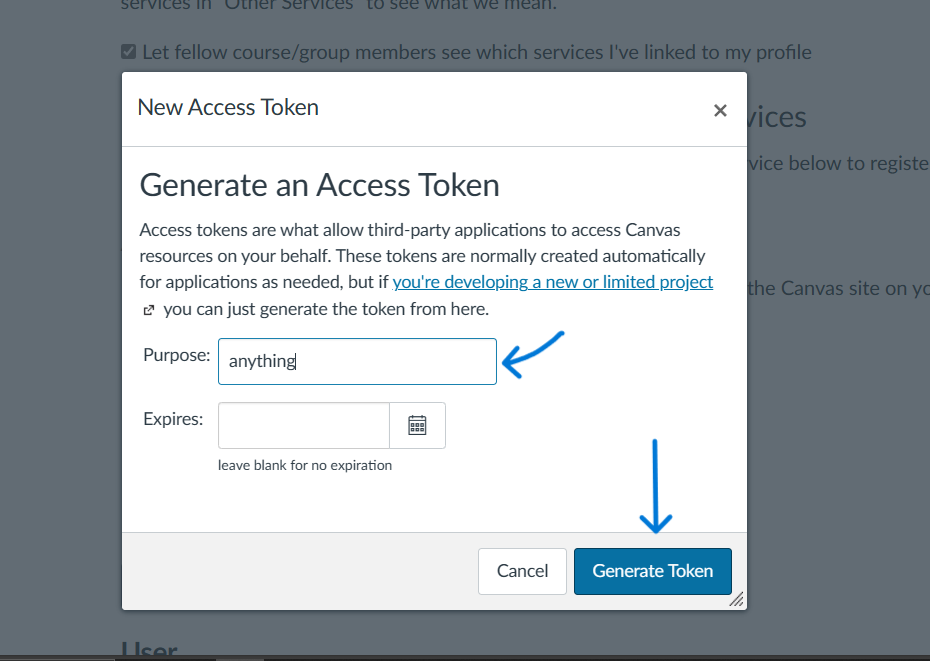 services in "Other Services" to see what we mean.
Let fellow course/group members see which services I've linked to my profile
New Access Token
vices
Generate an Access Token
vice below to registe
Access tokens are what allow third-party applications to access Canvas
resources on your behalf. These tokens are normally created automatically
for applications as needed, but if you're developing a new or limited project
the Canvas site on yo
you can just generate the token from here.
Purpose: anything
Expires:
leave blank for no expiration
Cancel Generate Token
User